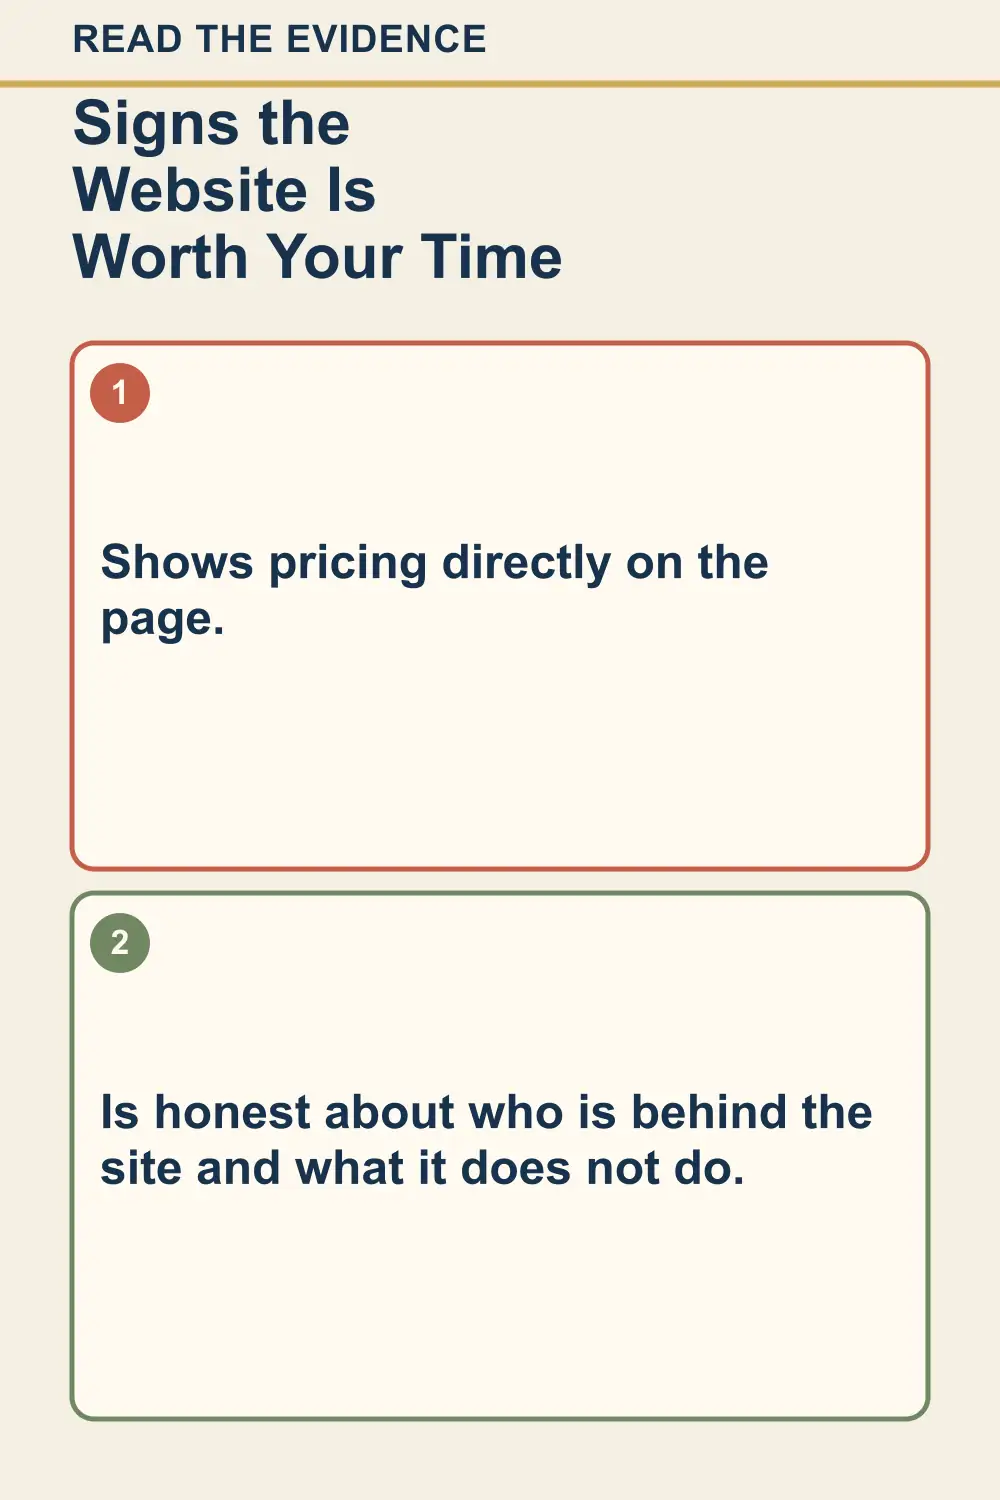 READ THE EVIDENCE
Signs the
Website Is
Worth Your Time
1
Shows pricing directly on the
page.
2
Is honest about who is behind the
site and what it does not do.